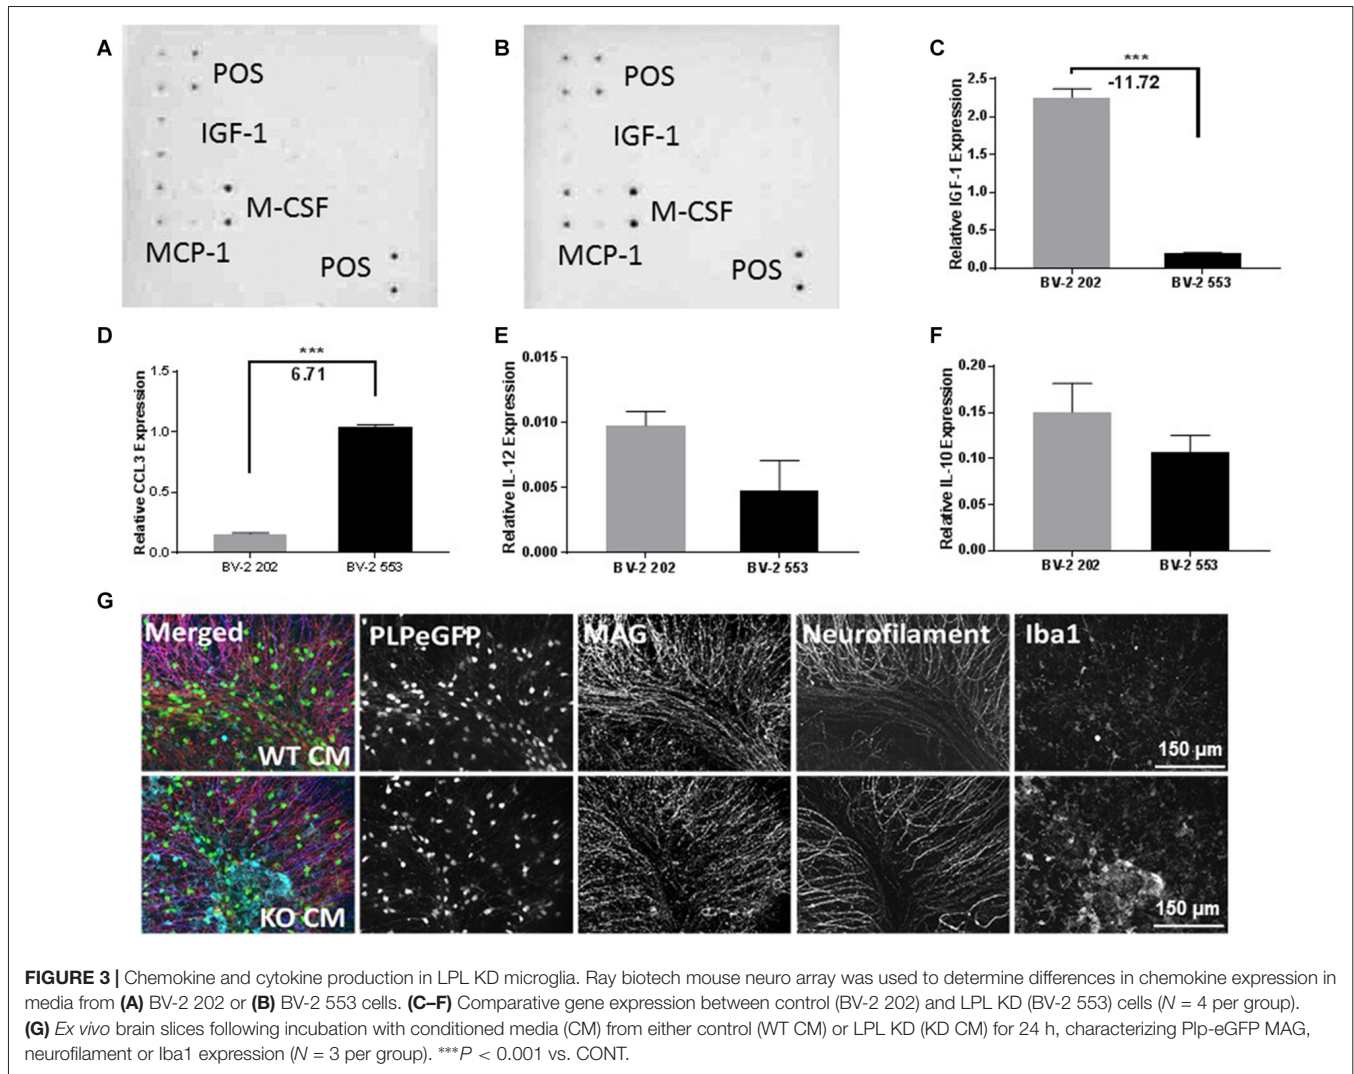 A
POS
IGF-1
M-CSF
MCP-1
POS
B
POS
IGF-1
M-CSF
MCP-1
POS
C
Relative IGF-1 Expression
2.5
2.0
1.5
1.0
0.5
0.0
***
-11.72
BV-2 202
BV-2 553
D
Relative CCL3 Expression
1.5
1.0
0.5
0.0
***
6.71
BV-2 202
BV-2 553
E
Relative IL-12 Expression
0.015
0.010
0.005
0.000
BV-2 202
BV-2 553
F
Relative IL-10 Expression
0.20
0.15
0.10
0.05
0.00
BV-2 202
BV-2 553
G
Merged
PLPeGFP
MAG
Neurofilament
Iba1
WT CM
150 µm
KO CM
150 µm
FIGURE 3 | Chemokine and cytokine production in LPL KD microglia. Ray biotech mouse neuro array was used to determine differences in chemokine expression in
media from (A) BV-2 202 or (B) BV-2 553 cells. (C–F) Comparative gene expression between control (BV-2 202) and LPL KD (BV-2 553) cells (N = 4 per group).
(G) Ex vivo brain slices following incubation with conditioned media (CM) from either control (WT CM) or LPL KD (KD CM) for 24 h, characterizing Plp-eGFP MAG,
neurofilament or Iba1 expression (N = 3 per group). ***P < 0.001 vs. CONT.